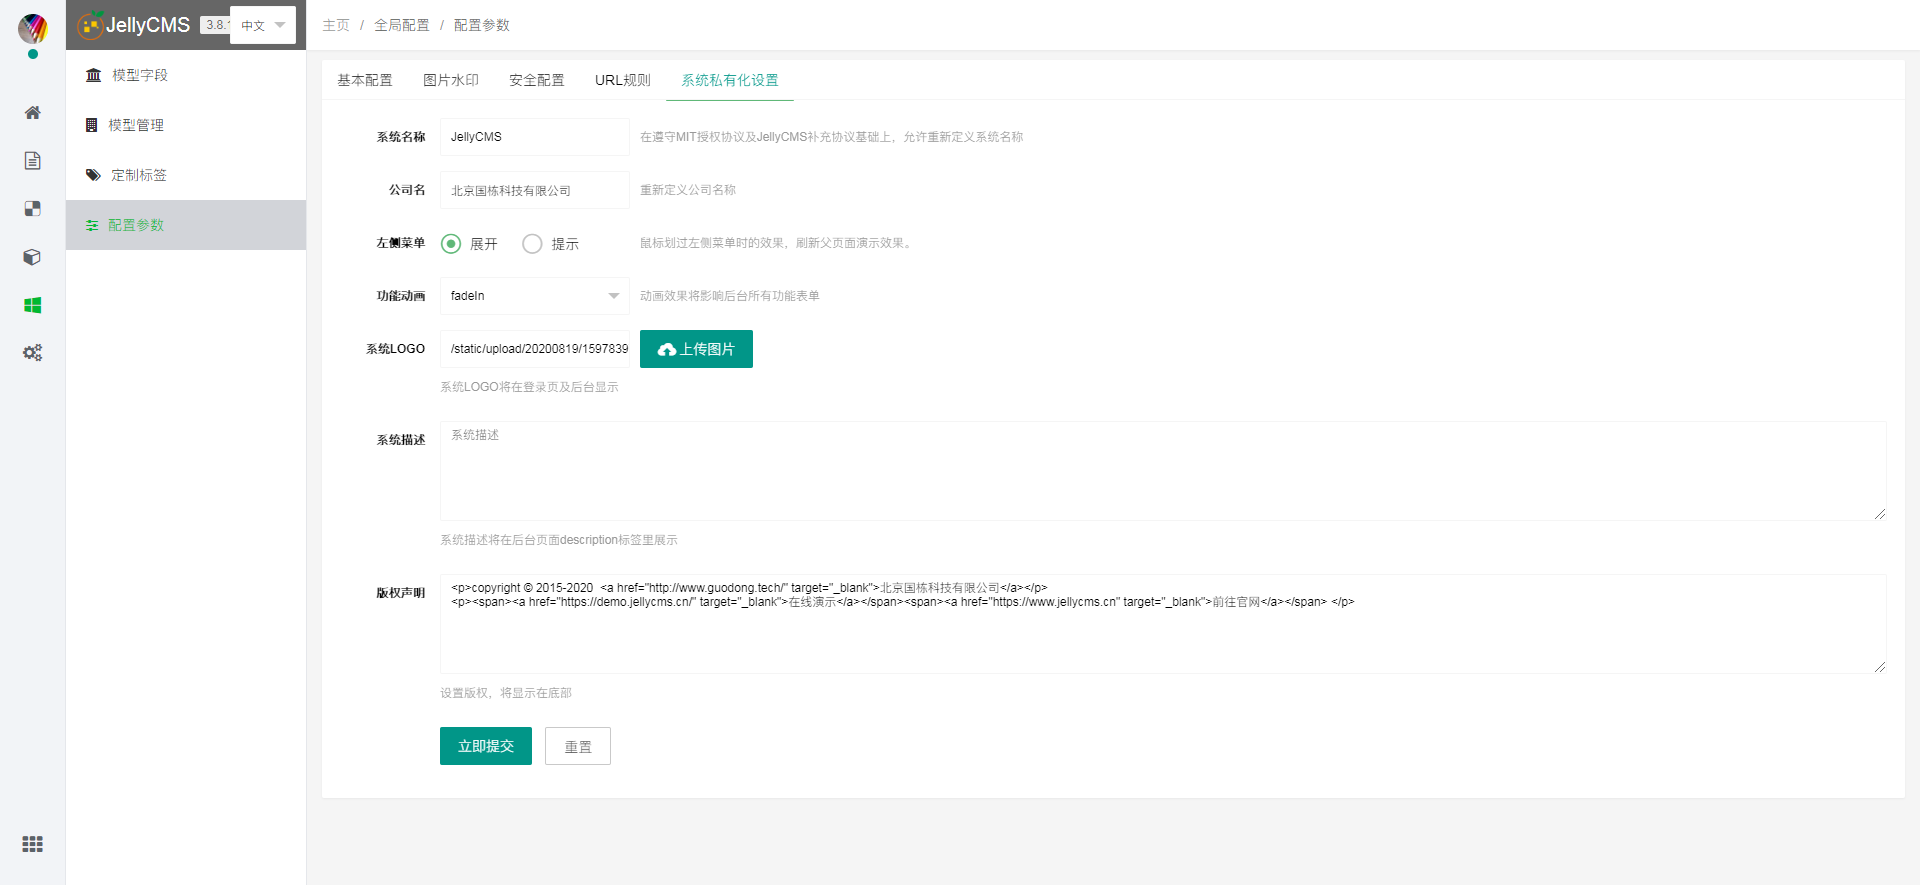 JellyCMS
3.8.
中文
主页 / 全局配置 / 配置参数
模型字段
模型管理
定制标签
配置参数
基本配置
图片水印
安全配置
URL规则
系统私有化设置
系统名称
JellyCMS
在遵守MIT授权协议及JellyCMS补充协议基础上，允许重新定义系统名称
公司名
北京国栋科技有限公司
重新定义公司名称
左侧菜单
展开
提示
鼠标划过左侧菜单时的效果，刷新父页面演示效果。
功能动画
fadeIn
动画效果将影响后台所有功能表单
系统LOGO
/static/upload/20200819/1597839
上传图片
系统LOGO将在登录页及后台显示
系统描述
系统描述
系统描述将在后台页面description标签里展示
版权声明
<p>copyright © 2015-2020  <a href="http://www.guodong.tech/" target="_blank">北京国栋科技有限公司</a></p>
<p><span><a href="https://demo.jellycms.cn/" target="_blank">在线演示</a></span><span><a href="https://www.jellycms.cn" target="_blank">前往官网</a></span> </p>
设置版权，将显示在底部
立即提交
重置